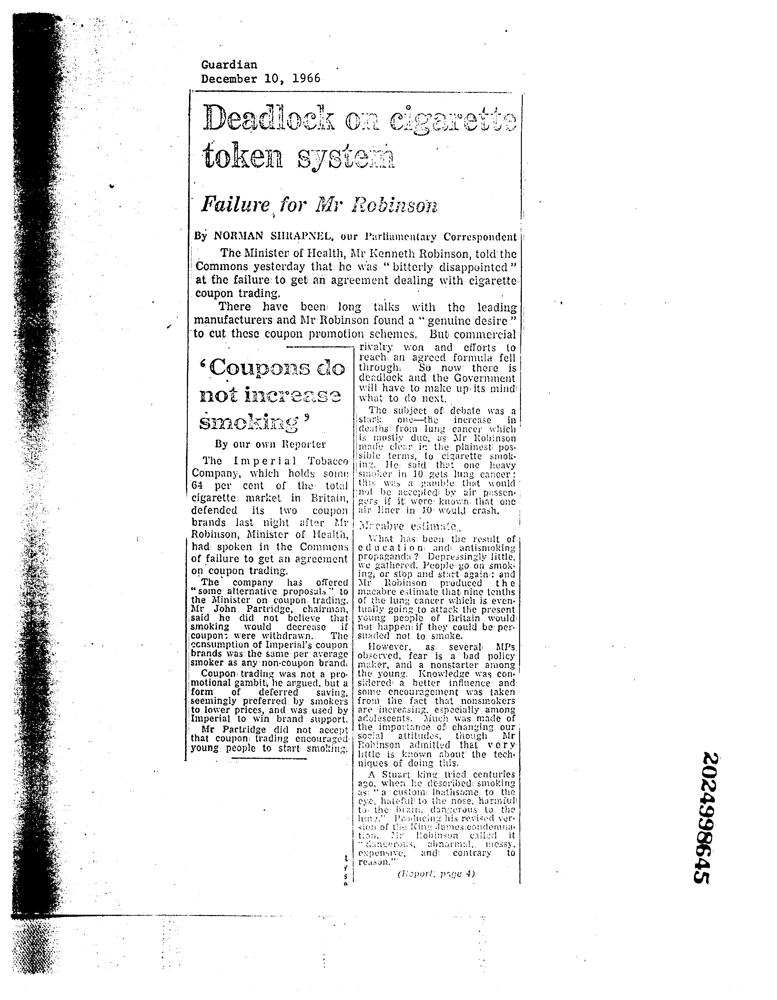 Guardian
December 10, 1966
Deadlock on cigarette
token system
Failure for Mr Robinson
By NORMAN SHRAPNEL, our Parliamentary Correspondent
The Minister of Health, Mr Kenneth Robinson, told the
Commons yesterday that he was "bitterly disappointed"
at the failure to get an agreement dealing with cigarette
coupon trading.
There have been long talks with the leading
manufacturers and Mr Robinson found a "genuine desire"
to cut these coupon promotion schemes. But commercial
rivalry won and efforts to
reach an agreed formula fell
through. So now there is
deadlock and the Government
will have to make up its mind
what to do next.
The subject of debate was a
stark one—the increase in
deaths from lung cancer which
is mostly due, as Mr Robinson
made clear in the plainest pos-
sible terms, to cigarette smok-
ing. He said that one heavy
smoker in 10 gets lung cancer:
this was a gamble that would
not be accepted by air passen-
gers if it were known that one
air liner in 10 would crash.
Macabre estimate
What has been the result of
education and antismoking
propaganda? Depressingly little,
we gathered. People go on smok-
ing, or stop and start again; and
Mr Robinson produced the
macabre estimate that nine tenths
of the lung cancer which is even-
tually going to attack the present
young people of Britain would
not happen if they could be per-
suaded not to smoke.
However, as several MPs
observed, fear is a bad policy
maker, and a nonstarter among
the young. Knowledge was con-
sidered a better influence and
some encouragement was taken
from the fact that nonsmokers
are increasing, especially among
adolescents. Much was made of
the importance of changing our
social attitudes, though Mr
Robinson admitted that very
little is known about the tech-
niques of doing this.
A Stuart king tried centuries
ago, when he described smoking
as "a custom loathsome to the
eye, hateful to the nose, harmful
to the brain, dangerous to the
lung." Producing his revised ver-
sion of the King James condemna-
tion, Mr Robinson called it
"dangerous, abnormal, messy,
expensive, and contrary to
reason."
(Report, page 4)
'Coupons do
not increase
smoking'
By our own Reporter
The Imperial Tobacco
Company, which holds some
64 per cent of the total
cigarette market in Britain,
defended its two coupon
brands last night after Mr
Robinson, Minister of Health,
had spoken in the Commons
of failure to get an agreement
on coupon trading.
The company has offered
"some alternative proposals" to
the Minister on coupon trading.
Mr John Partridge, chairman,
said he did not believe that
smoking would decrease if
coupons were withdrawn. The
consumption of Imperial's coupon
brands was the same per average
smoker as any non-coupon brand.
Coupon trading was not a pro-
motional gambit, he argued, but a
form of deferred saving,
seemingly preferred by smokers
to lower prices, and was used by
Imperial to win brand support.
Mr Partridge did not accept
that coupon trading encouraged
young people to start smoking.
t
y
s
2024998645